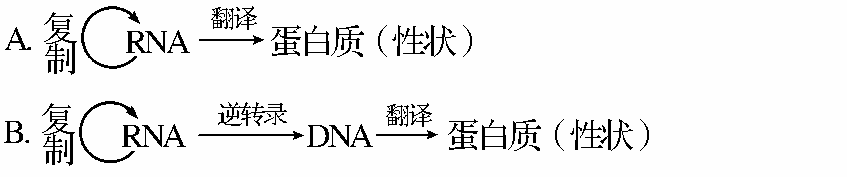 A. 复制 RNA 翻译 蛋白质（性状）
B. 复制 RNA 逆转录 DNA 翻译 蛋白质（性状）